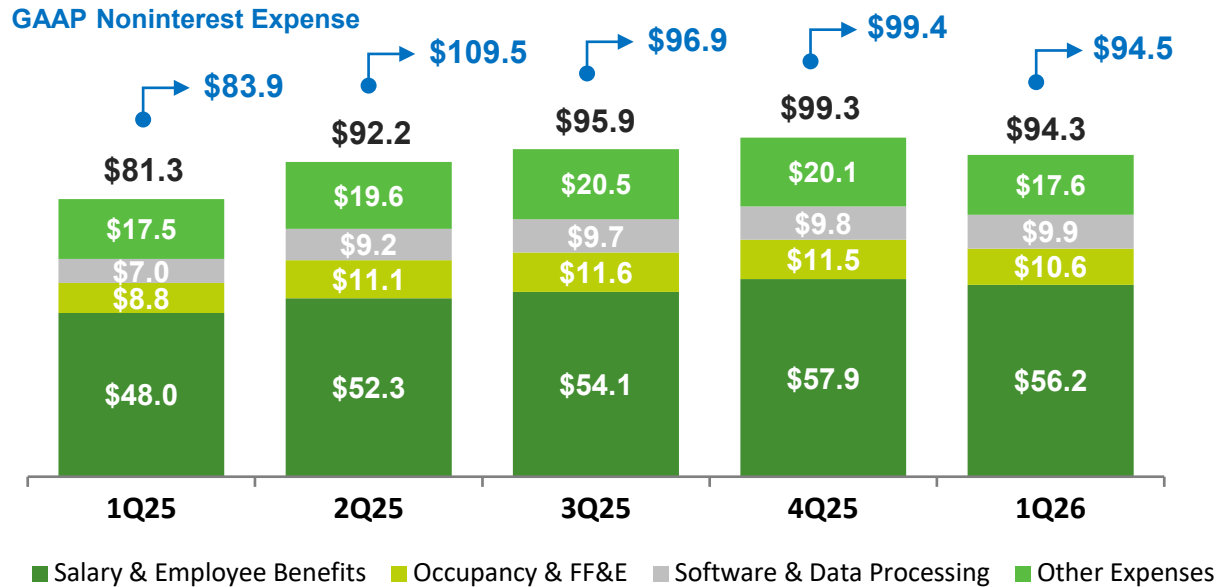 GAAP Noninterest Expense
$83.9 $109.5 $96.9 $99.4 $94.5
$81.3 $92.2 $95.9 $99.3 $94.3
$17.5 $19.6 $20.5 $20.1 $17.6
$7.0 $9.2 $9.7 $9.8 $9.9
$8.8 $11.1 $11.6 $11.5 $10.6
$48.0 $52.3 $54.1 $57.9 $56.2
1Q25 2Q25 3Q25 4Q25 1Q26
Salary & Employee Benefits Occupancy & FF&E Software & Data Processing Other Expenses